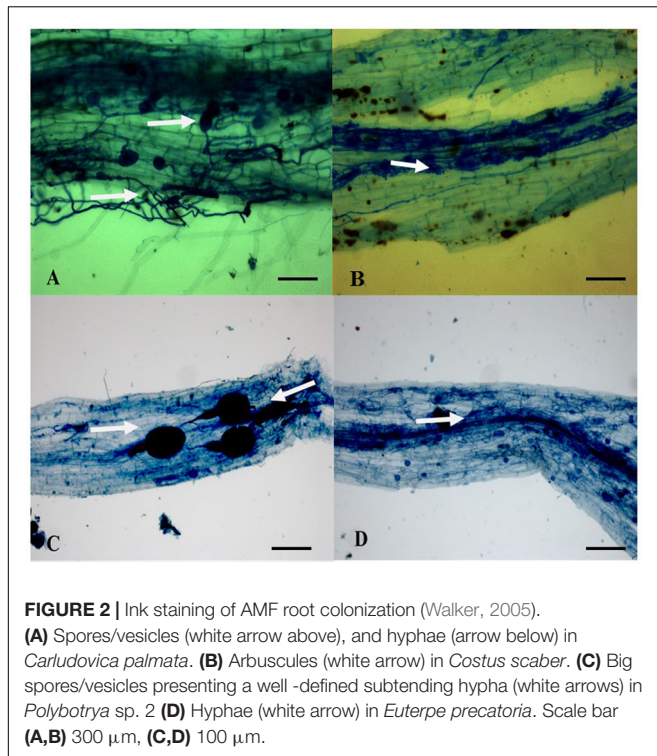 A
B
C
D
FIGURE 2 | Ink staining of AMF root colonization (Walker, 2005).
(A) Spores/vesicles (white arrow above), and hyphae (arrow below) in
Carludovica palmata. (B) Arbuscules (white arrow) in Costus scaber. (C) Big
spores/vesicles presenting a well -defined subtending hypha (white arrows) in
Polybotrya sp. 2 (D) Hyphae (white arrow) in Euterpe precatoria. Scale bar
(A,B) 300 μm, (C,D) 100 μm.